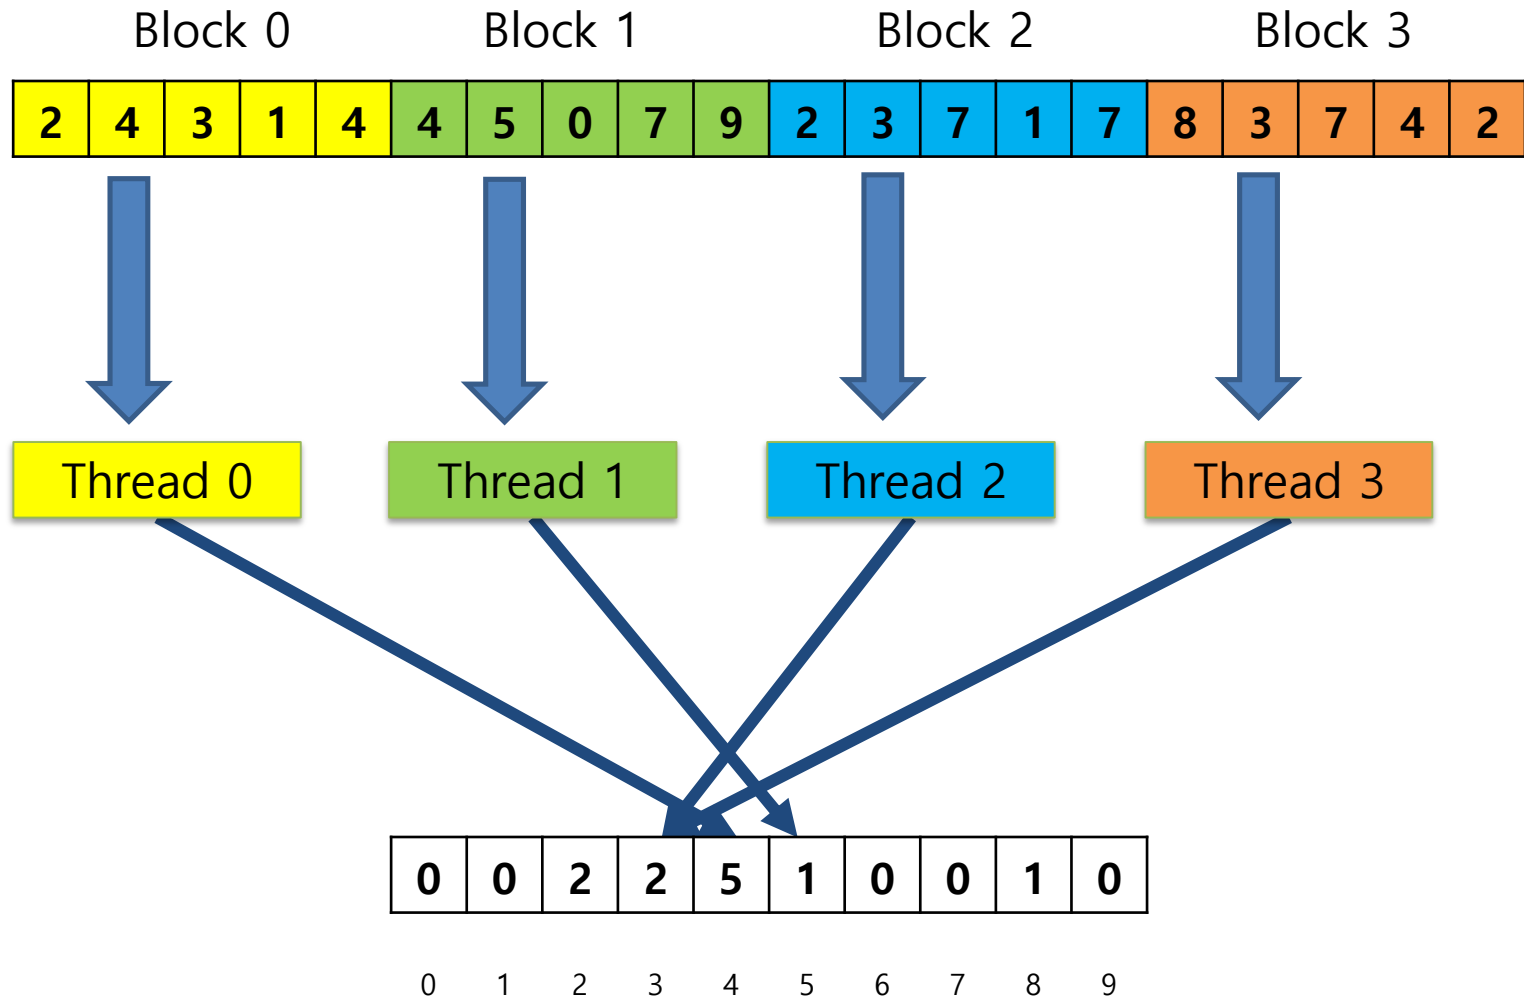 Block 0 Block 1 Block 2 Block 3
2 4 3 1 4 4 5 0 7 9 2 3 7 1 7 8 3 7 4 2
Thread 0 Thread 1 Thread 2 Thread 3
0 0 2 2 5 1 0 0 1 0
0 1 2 3 4 5 6 7 8 9